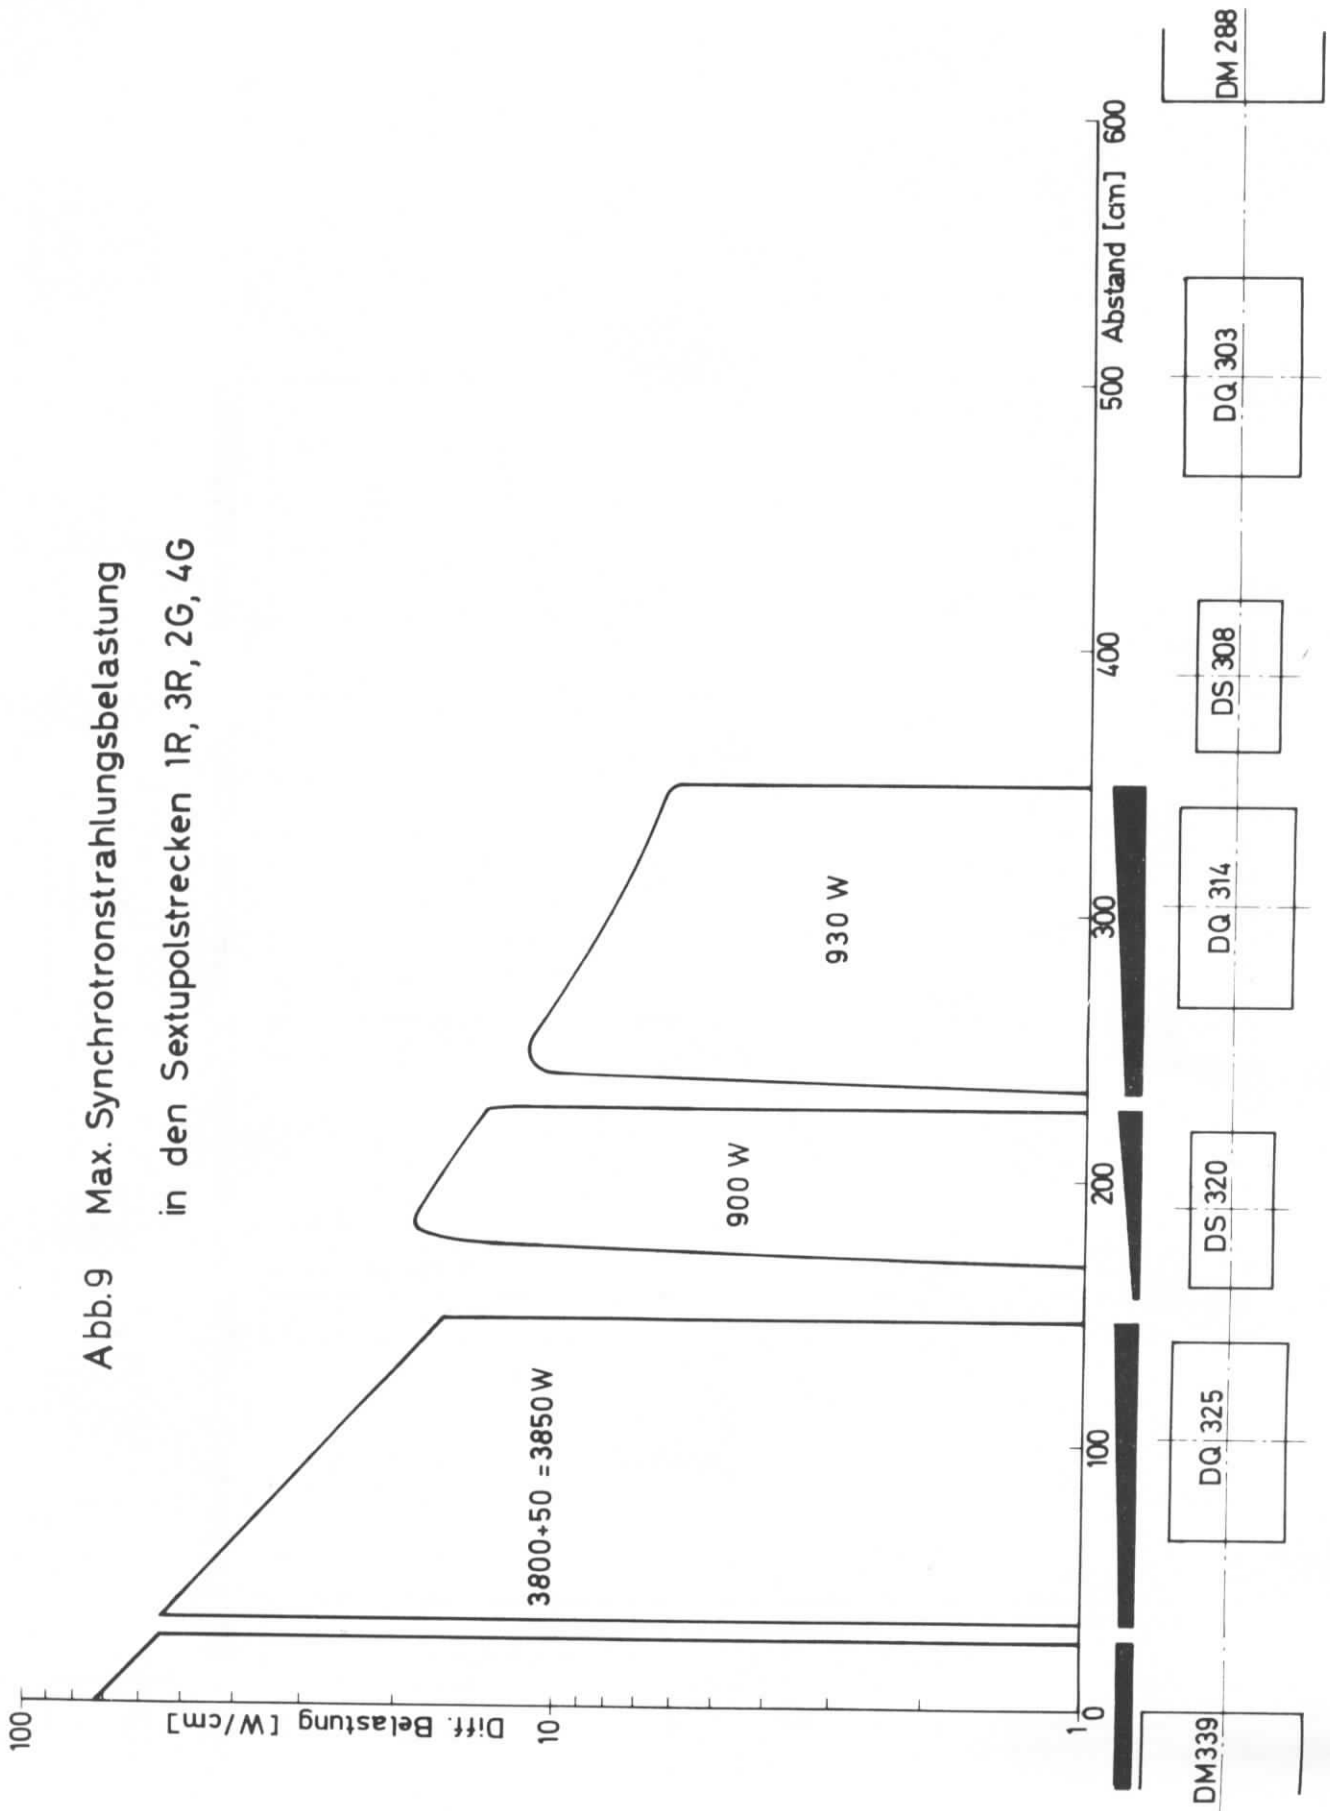 Abb.9 Max. Synchrotronstrahlungsbelastung
in den Sextupolstrecken 1R, 3R, 2G, 4G
Diff. Belastung [W/cm]
100
10
1
3800+50 = 3850W
900 W
930 W
0
100
200
300
400
500
Abstand [cm]
600
DM339
DQ 325
DS 320
DQ 314
DS 308
DQ 303
DM 288